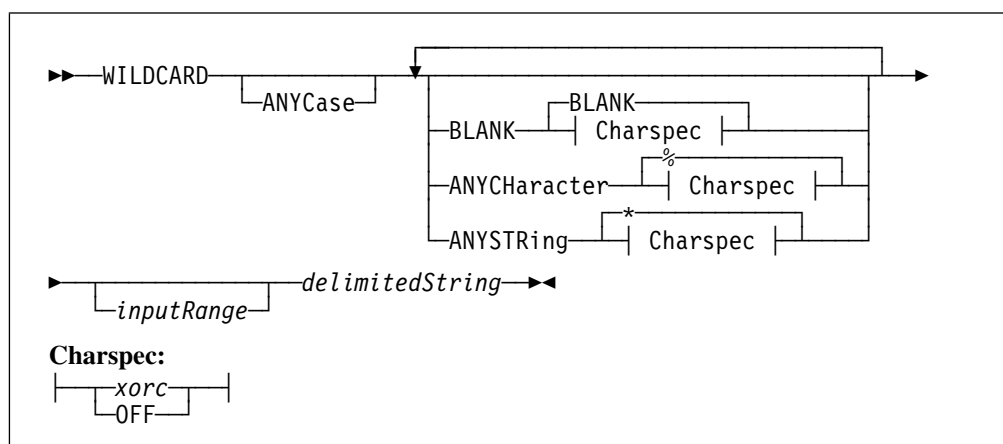 WILDCARD
ANYCase
BLANK
BLANK
Charspec
%
ANYCHaracter
Charspec
*
ANYSTRing
Charspec
inputRange
delimitedString
Charspec:
xorc
OFF